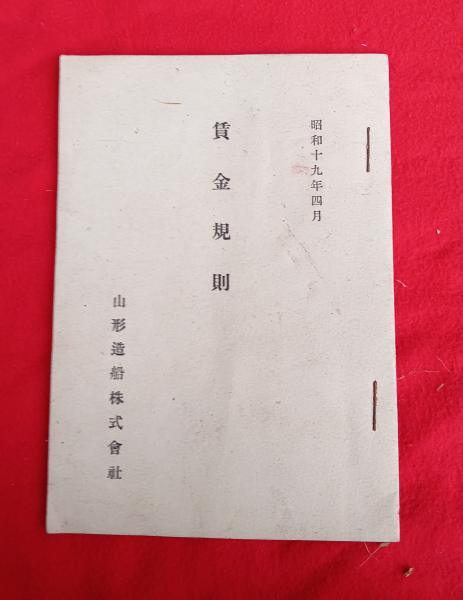 昭和十九年四月
賃金規則
山形造船株式會社